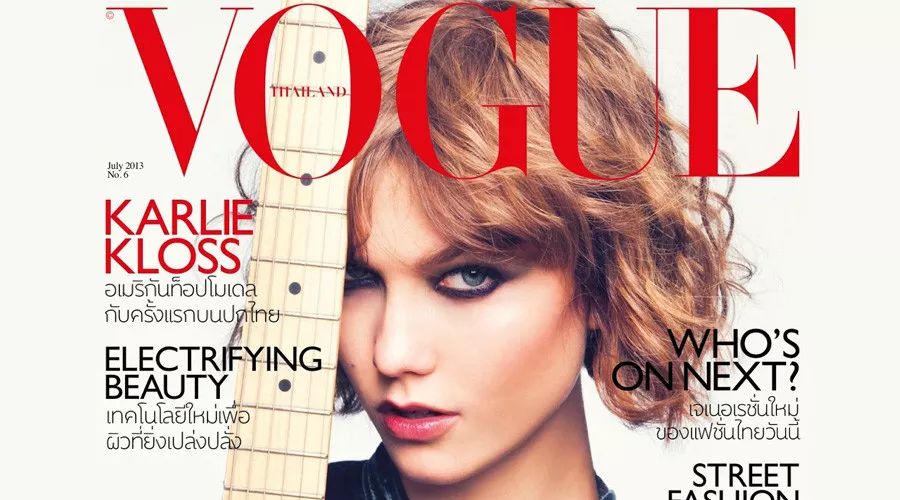 ©
VOGUE
THAILAND
July 2013
No. 6
KARLIE
KLOSS
อเมริกันท็อปโมเดล
กับครั้งแรกบนปกไทย
ELECTRIFYING
BEAUTY
เทคโนโลยีใหม่เพื่อ
ผิวที่ยิ่งเปล่งปลั่ง
WHO'S
ON NEXT?
เจเนอเรชั่นใหม่
ของแฟชั่นไทยวันนี้
STREET
FASHION